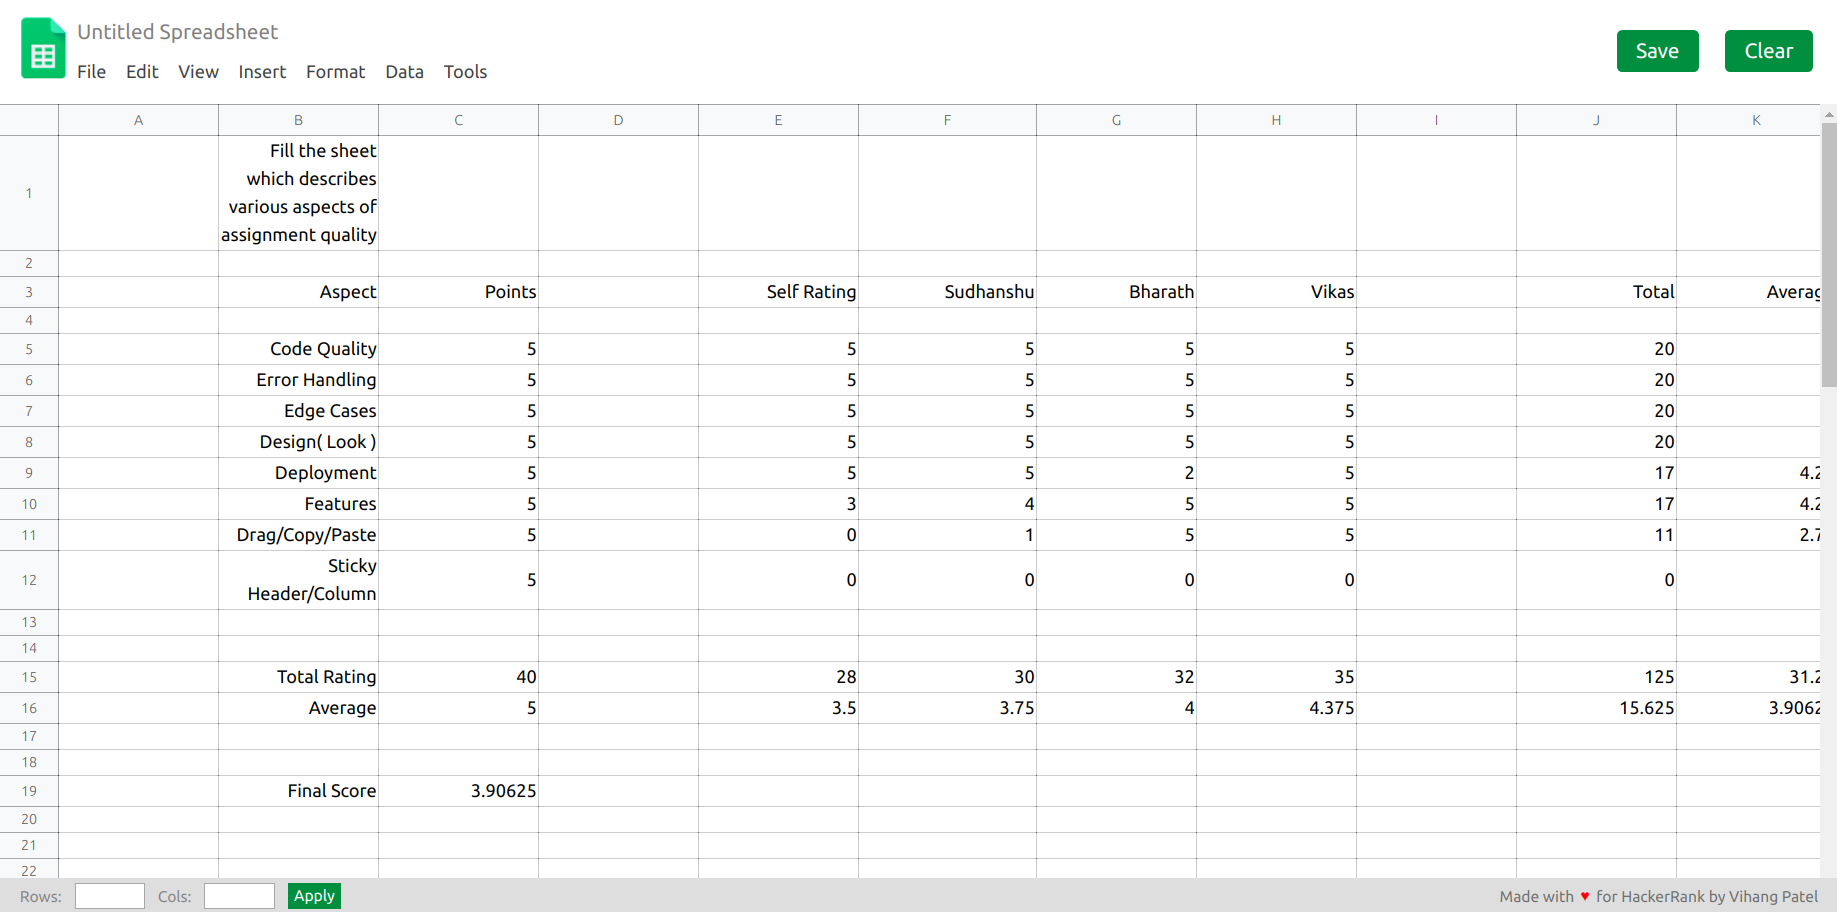 Untitled Spreadsheet
File Edit View Insert Format Data Tools
Save Clear
A B C D E F G H I J K
1 Fill the sheet
which describes
various aspects of
assignment quality
2
3 Aspect Points Self Rating Sudhanshu Bharath Vikas Total Averag
4
5 Code Quality 5 5 5 5 5 20
6 Error Handling 5 5 5 5 5 20
7 Edge Cases 5 5 5 5 5 20
8 Design( Look ) 5 5 5 5 5 20
9 Deployment 5 5 5 2 5 17 4.2
10 Features 5 3 4 5 5 17 4.2
11 Drag/Copy/Paste 5 0 1 5 5 11 2.7
12 Sticky
Header/Column 5 0 0 0 0 0
13
14
15 Total Rating 40 28 30 32 35 125 31.2
16 Average 5 3.5 3.75 4 4.375 15.625 3.9062
17
18
19 Final Score 3.90625
20
21
22
Rows: Cols: Apply Made with ♥ for HackerRank by Vihang Patel